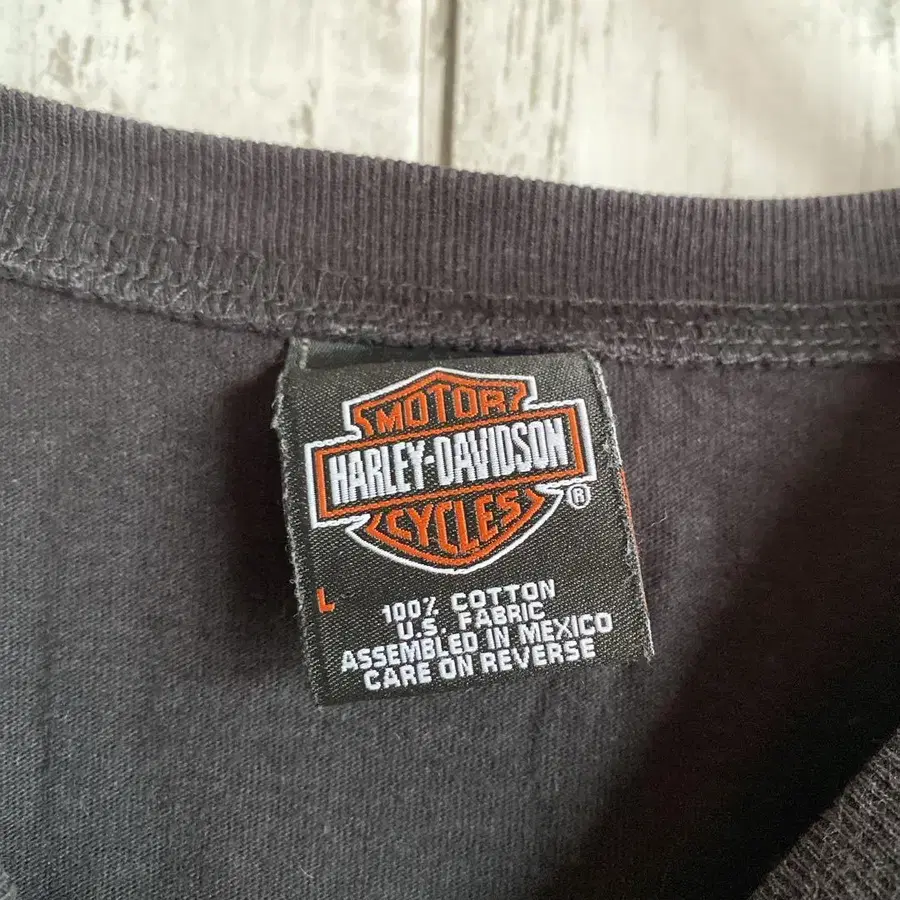 MOTOR
HARLEY-DAVIDSON
CYCLES
®
L
100% COTTON
U.S. FABRIC
ASSEMBLED IN MEXICO
CARE ON REVERSE